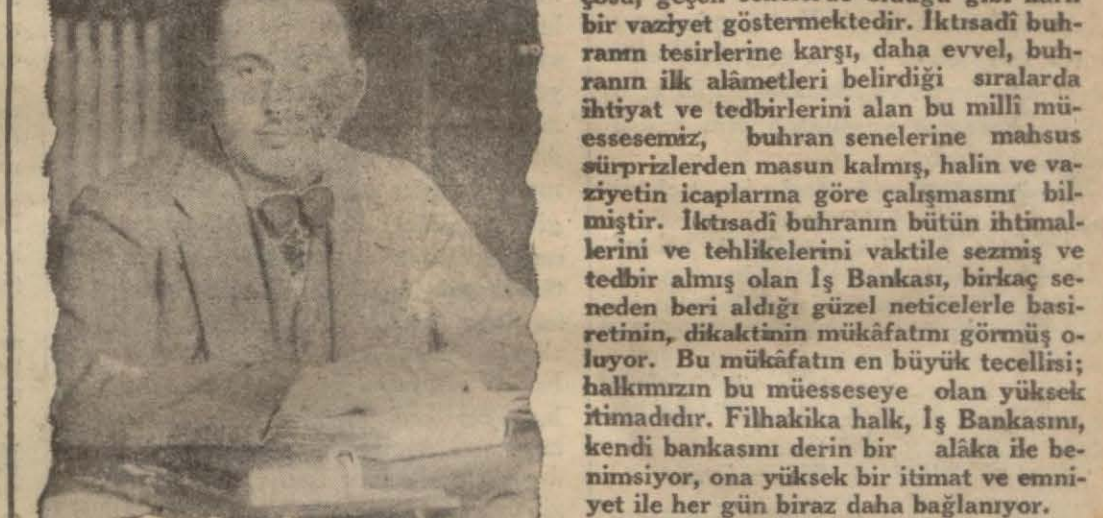 geçen
bir vaziyet göstermektedir. İktısadî buh-
ranın tesirlerine karşı, daha evvel, buh-
ranın ilk alâmetleri belirdiği sıralarda
ihtiyat ve tedbirlerini alan bu millî mü-
essesemiz, buhran senelerine mahsus
sürprizlerden masun kalmış, halin ve va-
ziyetin icaplarına göre çalışmasını bil-
miştir. İktısadî buhranın bütün ihtimal-
lerini ve tehlikelerini vaktile sezmiş ve
tedbir almış olan İş Bankası, birkaç se-
neden beri aldığı güzel neticelerle basi-
retinin, dikaktinin mükâfatını görmüş o-
luyor. Bu mükâfatın en büyük tecellisi;
halkımızın bu müesseseye olan yüksek
itimadıdır. Filhakika halk, İş Bankasını,
kendi bankasını derin bir alâka ile be-
nimsiyor, ona yüksek bir itimat ve emni-
yet ile her gün biraz daha bağlanıyor.